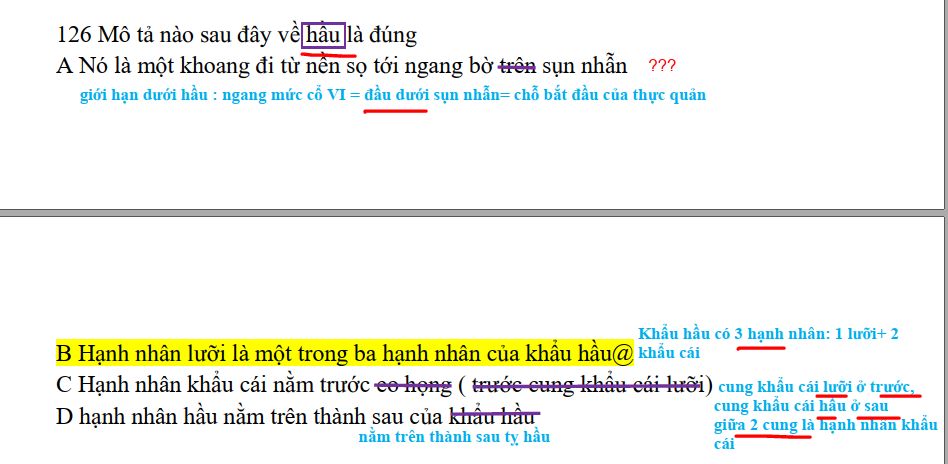 126 Mô tả nào sau đây về hầu là đúng
A Nó là một khoang đi từ nền sọ tới ngang bờ trên sụn nhẫn ???
giới hạn dưới hầu : ngang mức cổ VI = đầu dưới sụn nhẫn= chỗ bắt đầu của thực quản
Khẩu hầu có 3 hạnh nhân: 1 lưỡi+ 2
B Hạnh nhân lưỡi là một trong ba hạnh nhân của khẩu hầu@ khẩu cái
C Hạnh nhân khẩu cái nằm trước eo họng ( trước cung khẩu cái lưỡi) cung khẩu cái lưỡi ở trước,
cung khẩu cái hầu ở sau
D hạnh nhân hầu nằm trên thành sau của khẩu hầu
giữa 2 cung là hạnh nhân khẩu
nằm trên thành sau tỵ hầu
cái